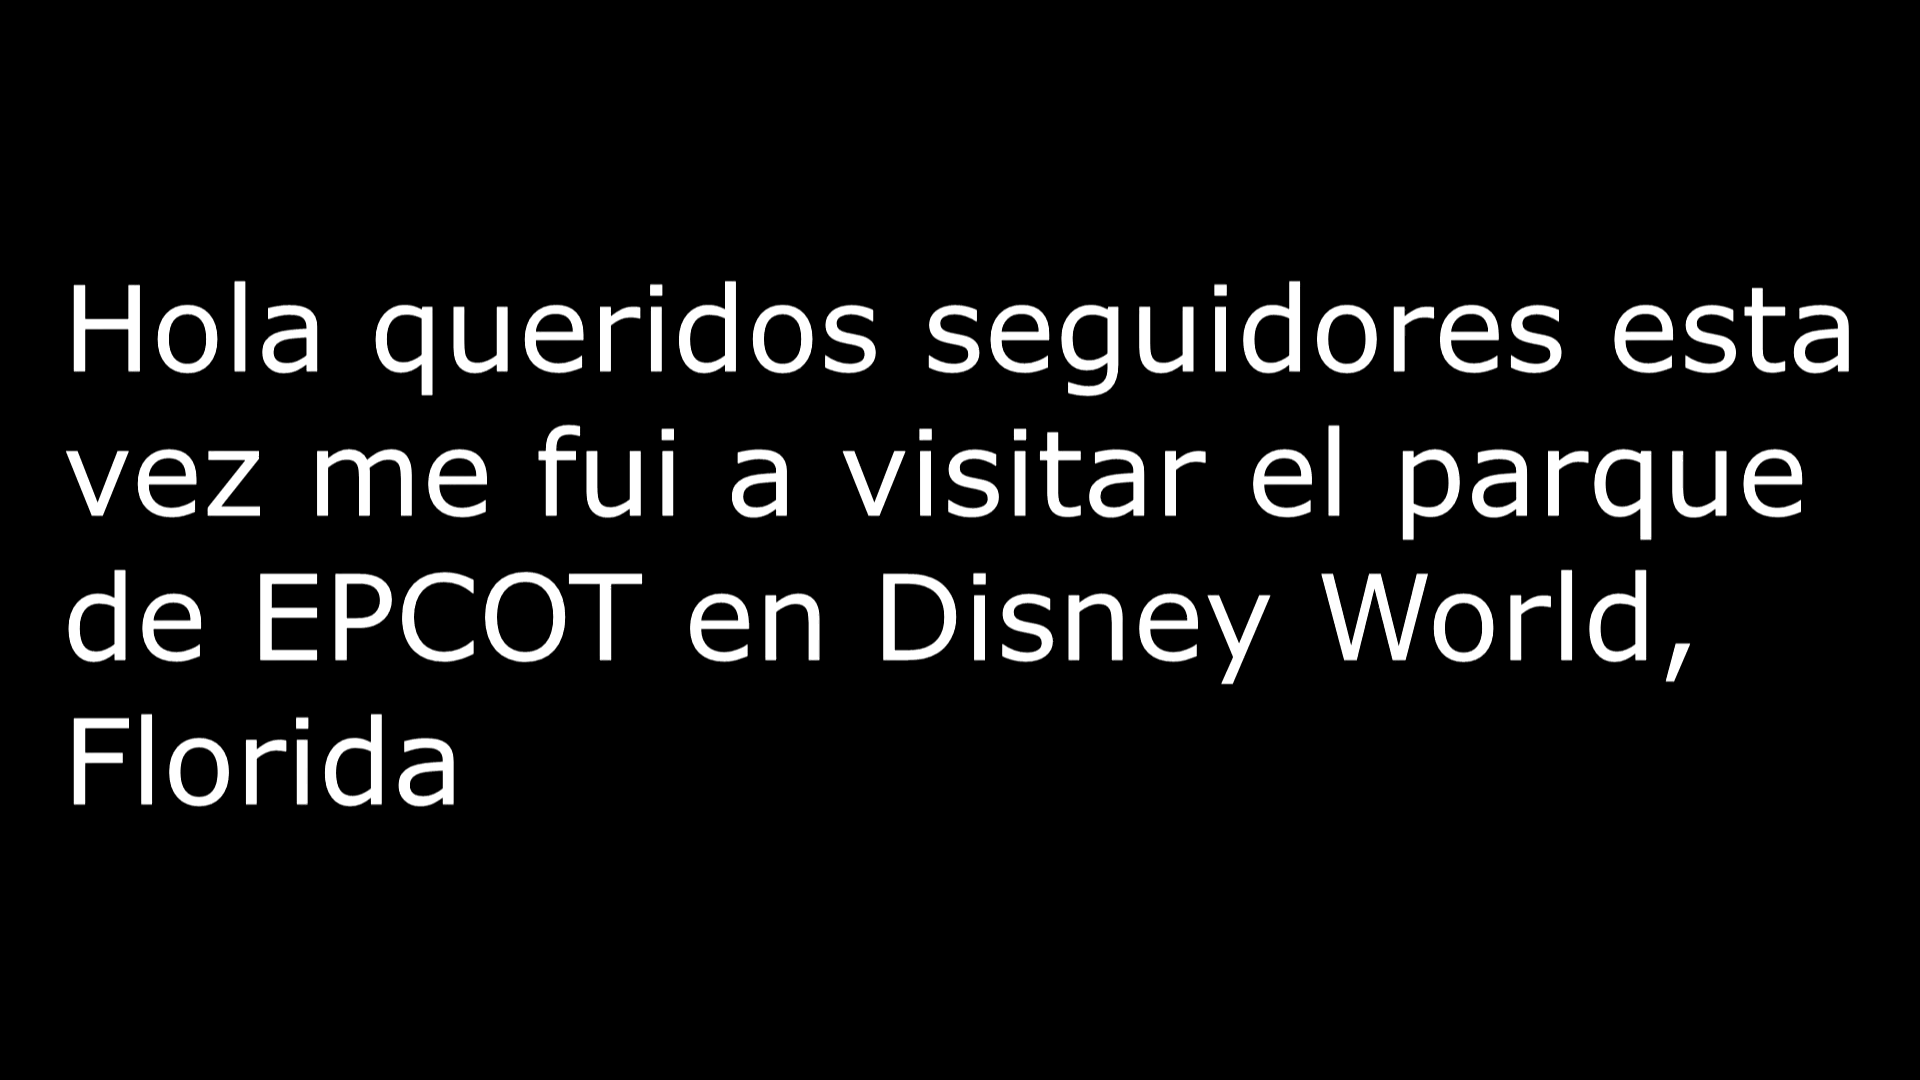 Hola queridos seguidores esta
vez me fui a visitar el parque
de EPCOT en Disney World,
Florida